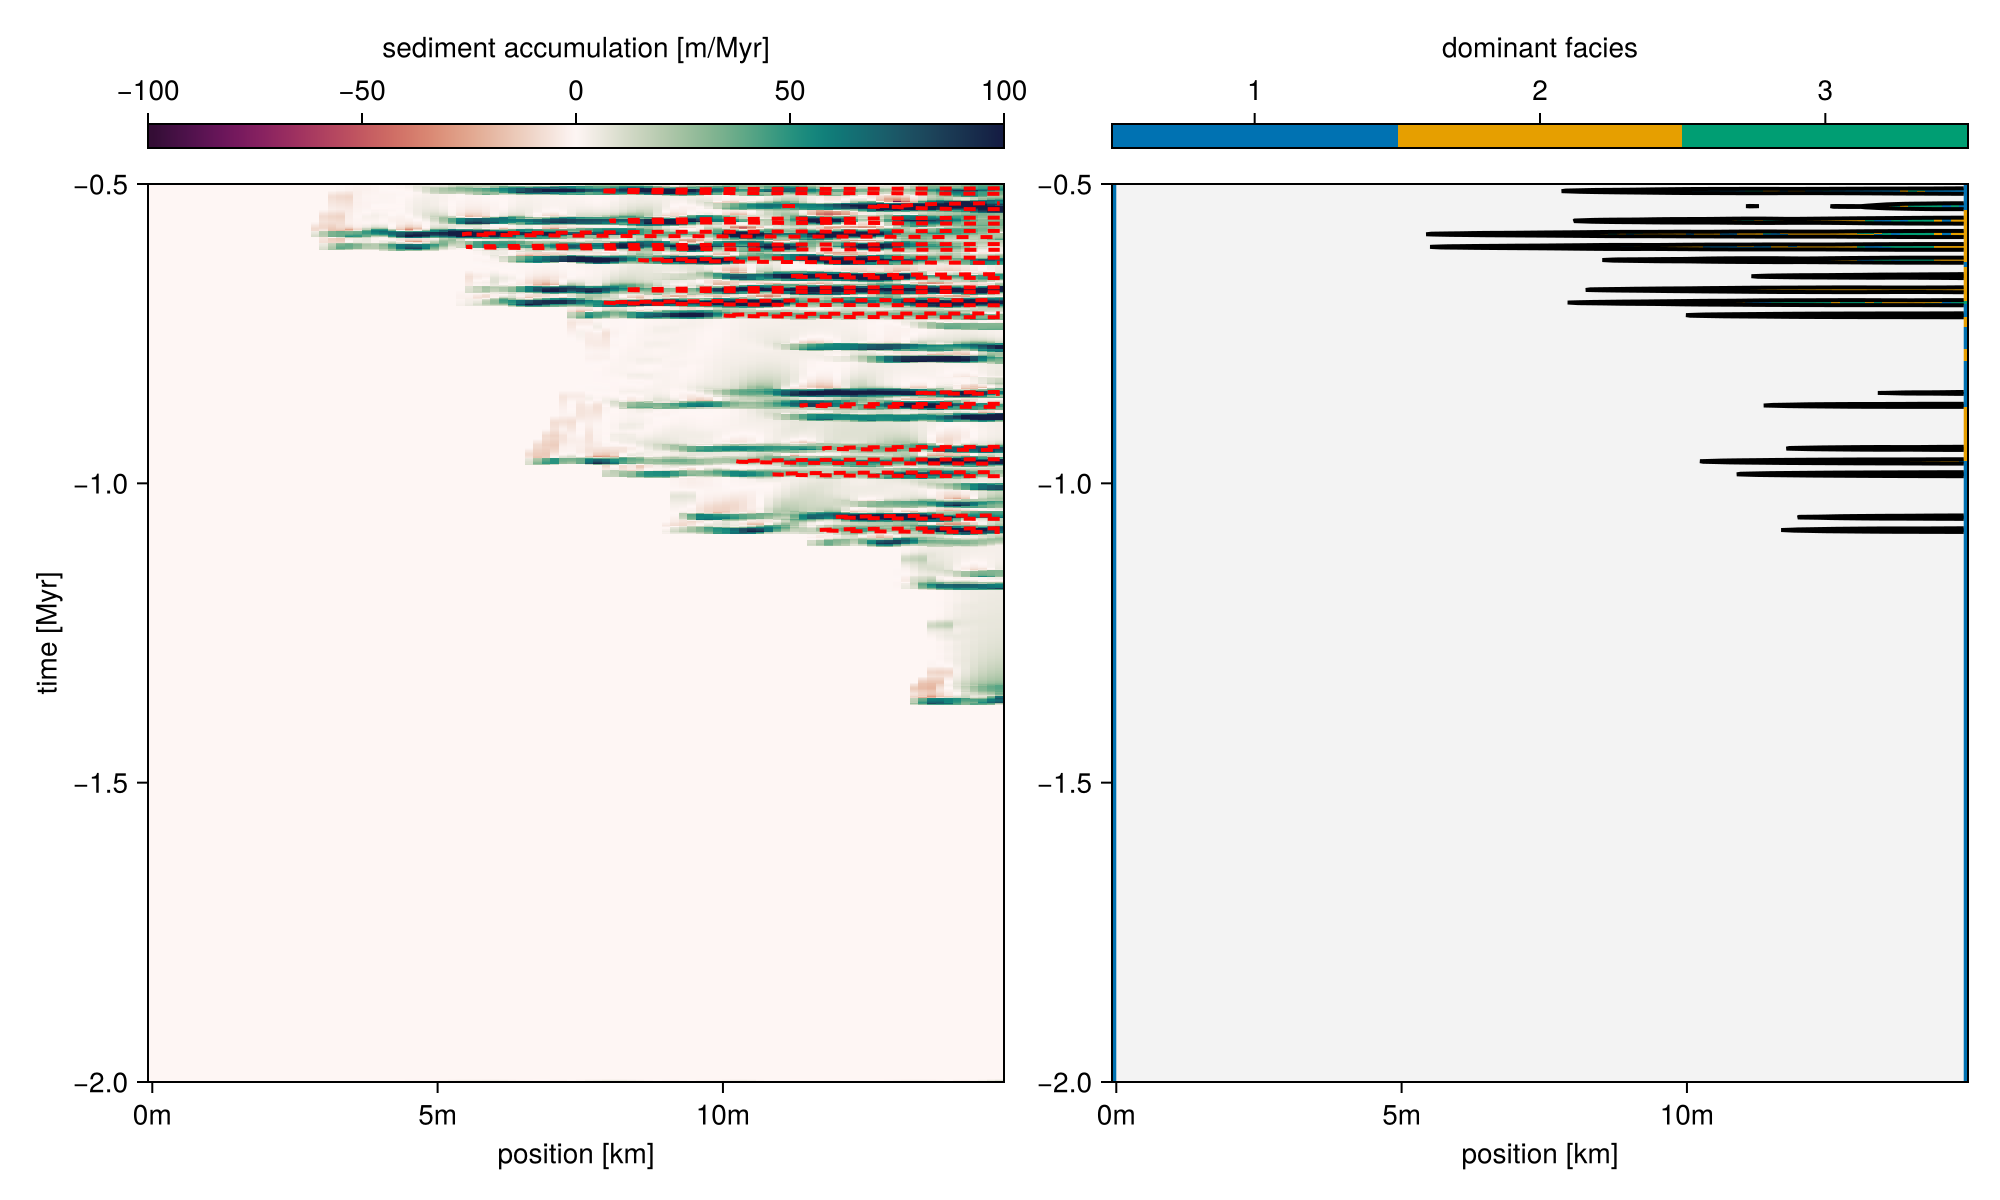 sediment accumulation [m/Myr]
−100 −50 0 50 100
dominant facies
1 2 3
time [Myr]
−0.5
−1.0
−1.5
−2.0
0m 5m 10m
position [km]
−0.5
−1.0
−1.5
−2.0
0m 5m 10m
position [km]